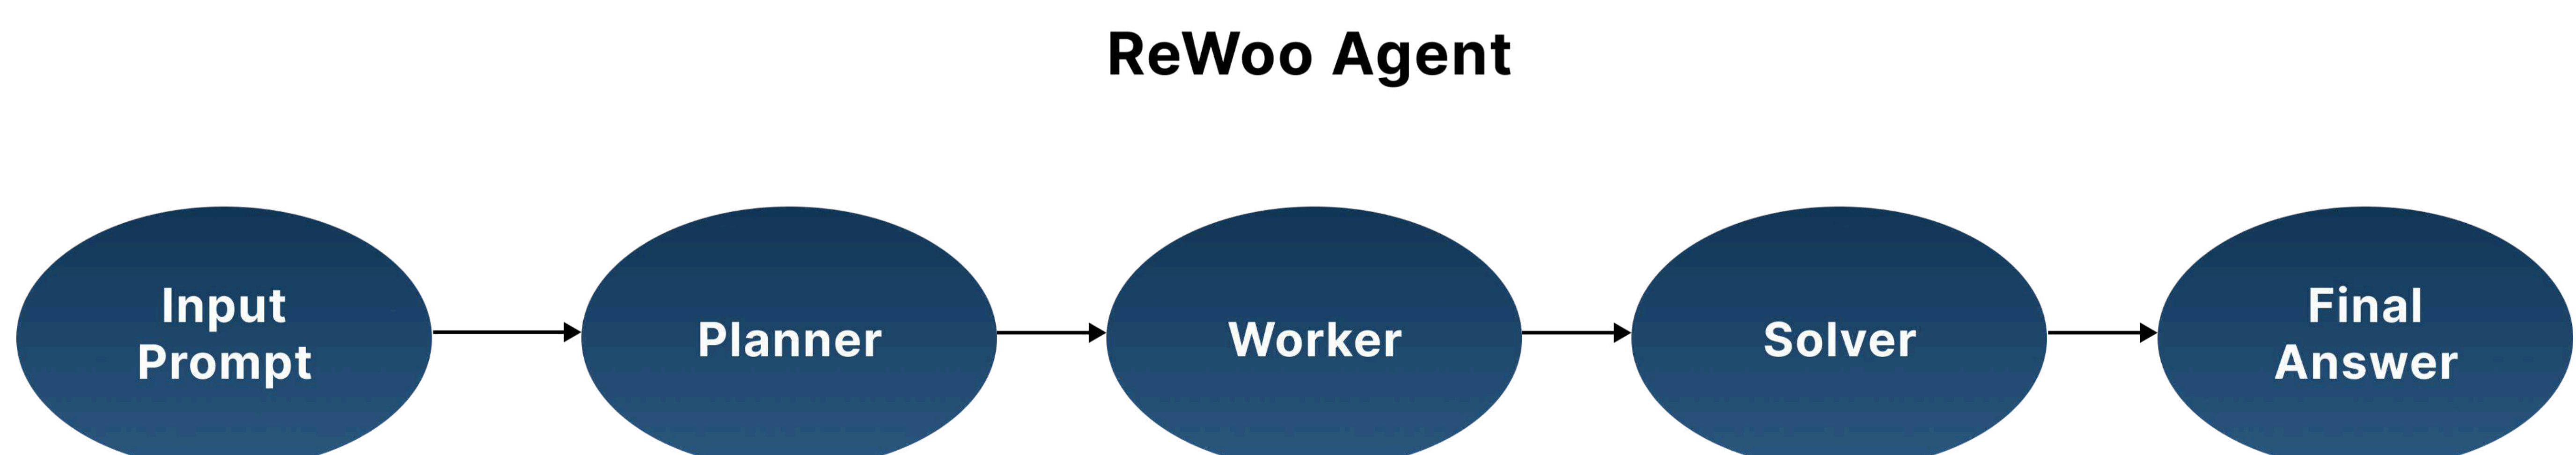 ReWoo Agent
Input
Prompt
Planner
Worker
Solver
Final
Answer